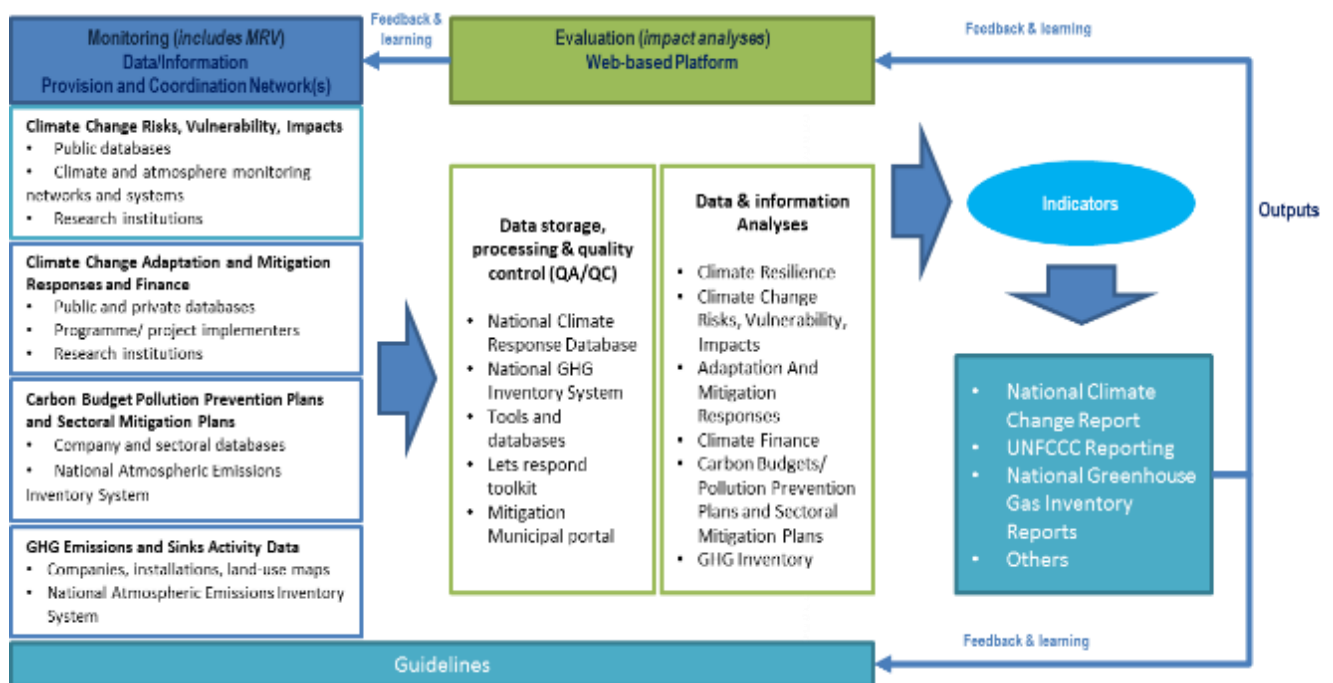 Monitoring (includes MRV)
Data/Information
Provision and Coordination Network(s)
Feedback &
learning
Evaluation (impact analyses)
Web-based Platform
Feedback & learning
Climate Change Risks, Vulnerability, Impacts
• Public databases
• Climate and atmosphere monitoring
networks and systems
• Research institutions
Climate Change Adaptation and Mitigation
Responses and Finance
• Public and private databases
• Programme/ project implementers
• Research institutions
Carbon Budget Pollution Prevention Plans
and Sectoral Mitigation Plans
• Company and sectoral databases
• National Atmospheric Emissions
Inventory System
GHG Emissions and Sinks Activity Data
• Companies, installations, land-use maps
• National Atmospheric Emissions Inventory
System
Data storage,
processing & quality
control (QA/QC)
• National Climate
Response Database
• National GHG
Inventory System
• Tools and
databases
• Lets respond
toolkit
• Mitigation
Municipal portal
Data & information
Analyses
• Climate Resilience
• Climate Change
Risks, Vulnerability,
Impacts
• Adaptation And
Mitigation
Responses
• Climate Finance
• Carbon Budgets/
Pollution Prevention
Plans and Sectoral
Mitigation Plans
• GHG Inventory
Indicators
Outputs
• National Climate
Change Report
• UNFCCC Reporting
• National Greenhouse
Gas Inventory
Reports
• Others
Feedback & learning
Guidelines